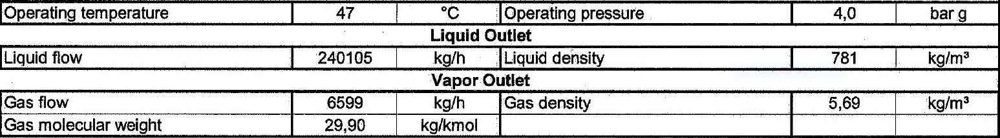 Operating temperature 47 °C Operating pressure 4,0 bar g
Liquid Outlet
Liquid flow 240105 kg/h Liquid density 781 kg/m³
Vapor Outlet
Gas flow 6599 kg/h Gas density 5,69 kg/m³
Gas molecular weight 29,90 kg/kmol